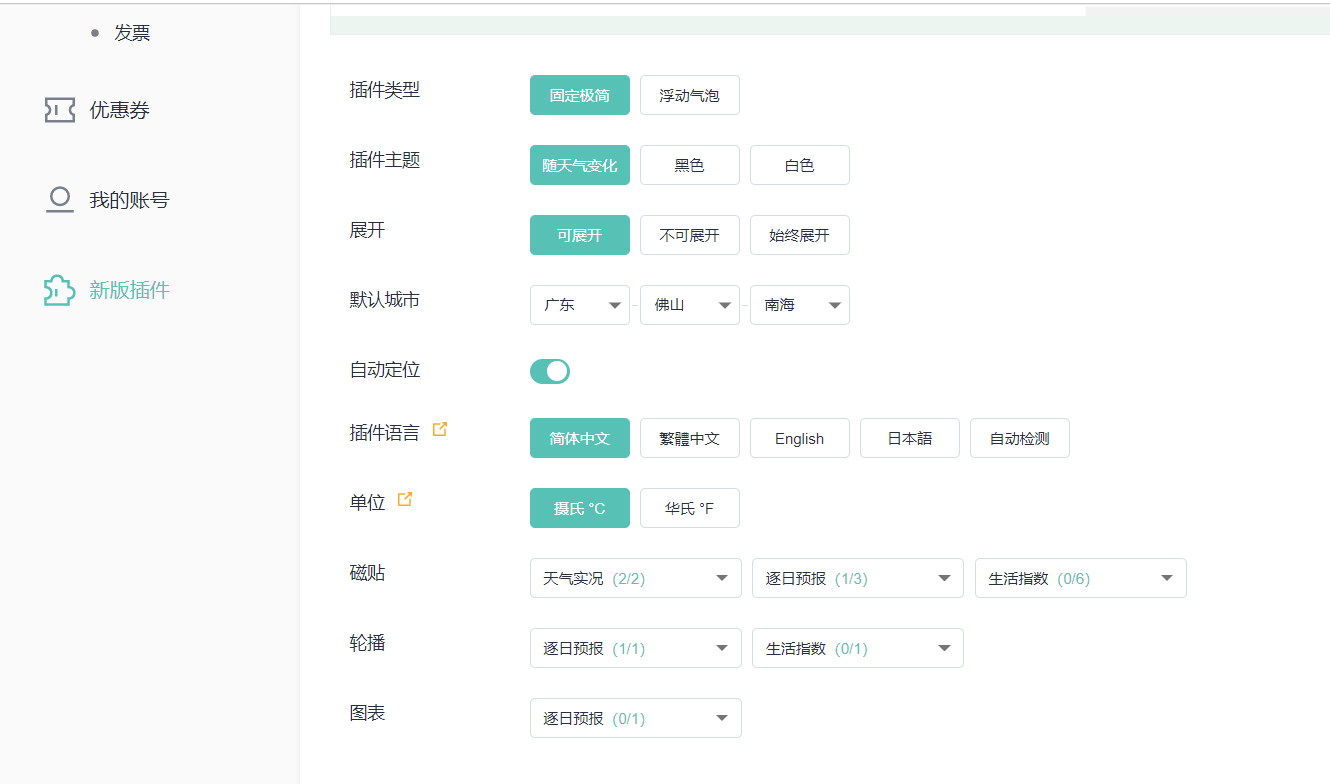 发票
优惠券
我的账号
新版插件
插件类型 固定极简 浮动气泡
插件主题 随天气变化 黑色 白色
展开 可展开 不可展开 始终展开
默认城市 广东 - 佛山 - 南海
自动定位
插件语言 简体中文 繁體中文 English 日本語 自动检测
单位 摄氏 °C 华氏 °F
磁贴 天气实况 (2/2) 逐日预报 (1/3) 生活指数 (0/6)
轮播 逐日预报 (1/1) 生活指数 (0/1)
图表 逐日预报 (0/1)